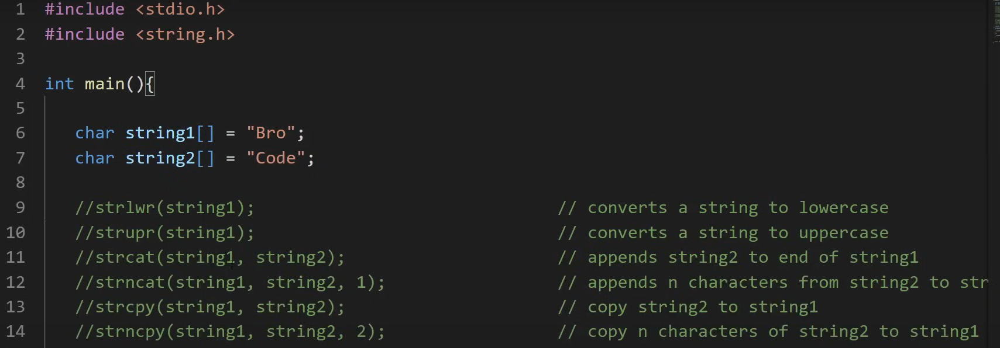 1 #include <stdio.h>
2 #include <string.h>
3
4 int main(){
5
6 char string1[] = "Bro";
7 char string2[] = "Code";
8
9 //strlwr(string1); // converts a string to lowercase
10 //strupr(string1); // converts a string to uppercase
11 //strcat(string1, string2); // appends string2 to end of string1
12 //strncat(string1, string2, 1); // appends n characters from string2 to str
13 //strcpy(string1, string2); // copy string2 to string1
14 //strncpy(string1, string2, 2); // copy n characters of string2 to string1